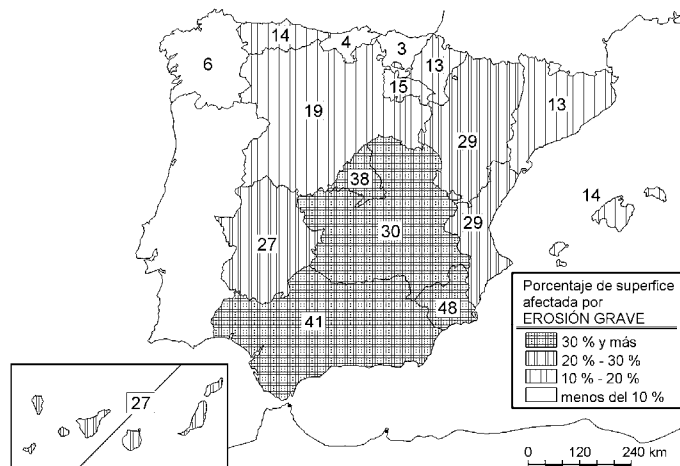 14
4
3
6
13
15
13
19
29
38
14
30
29
27
48
41
27
Porcentaje de superfice
afectada por
EROSIÓN GRAVE
30 % y más
20 % - 30 %
10 % - 20 %
menos del 10 %
0 120 240 km